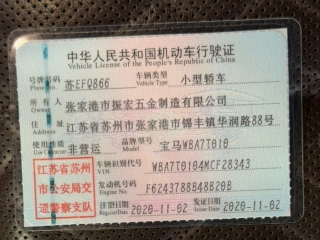 中华人民共和国机动车行驶证
Vehicle License of the People's Republic of China
号牌号码 苏EFQ866 车辆类型 小型轿车
Plate No. Vehicle Type
所有人 张家港市振宏五金制造有限公司
Owner
住址 江苏省苏州市张家港市锦丰镇华润路88号
Address
使用性质 非营运 品牌型号 宝马WBA7T010
Use Character Model
江苏省苏州市公安局交通警察支队
车辆识别代号 WBA7T0104MCF28343
VIN
发动机号码 F6243788B48B20B
Engine No.
注册日期 2020-11-02 发证日期 2020-11-02
Register Date Issue Date